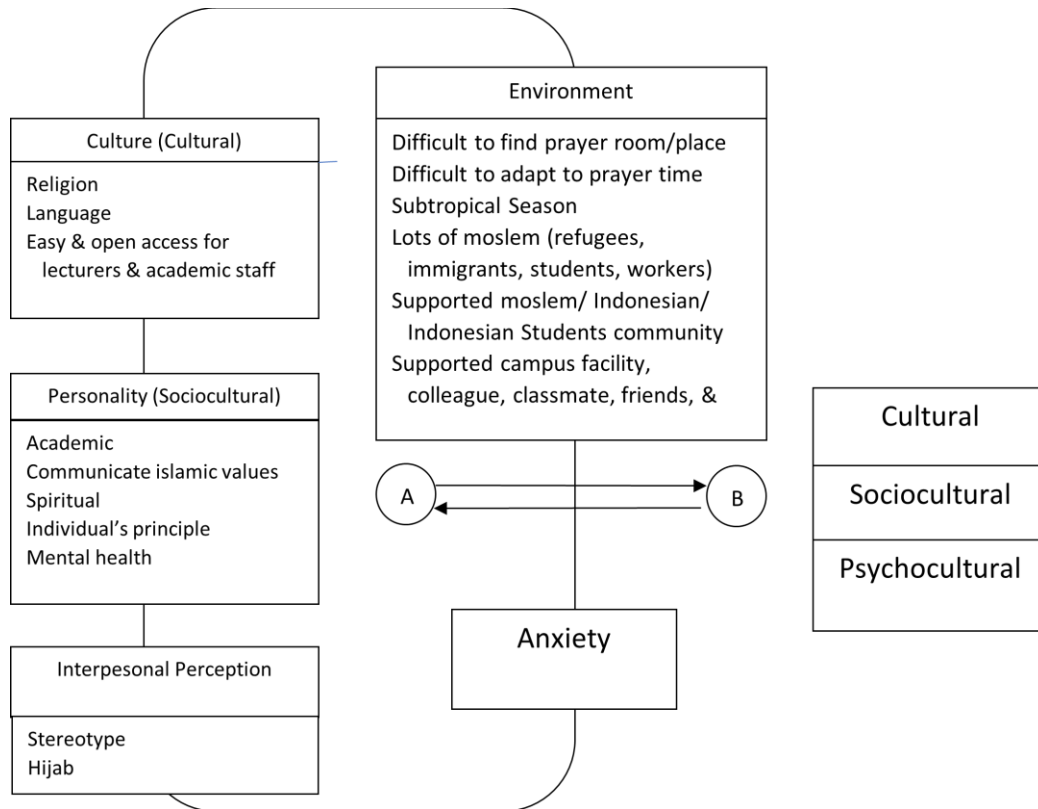 Culture (Cultural)
Religion
Language
Easy & open access for
lecturers & academic staff
Personality (Sociocultural)
Academic
Communicate islamic values
Spiritual
Individual's principle
Mental health
Interpesonal Perception
Stereotype
Hijab
Environment
Difficult to find prayer room/place
Difficult to adapt to prayer time
Subtropical Season
Lots of moslem (refugees,
immigrants, students, workers)
Supported moslem/ Indonesian/
Indonesian Students community
Supported campus facility,
colleague, classmate, friends, &
A
B
Anxiety
Cultural
Sociocultural
Psychocultural